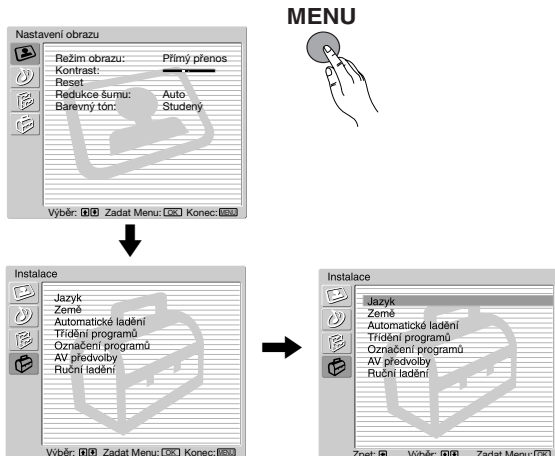 MENU
Nastavení obrazu
Režim obrazu: Přímý přenos
Kontrast:
Reset
Redukce šumu: Auto
Barevný tón: Studený
Výběr: Zadat Menu: OK Konec: MENU
Instalace
Jazyk
Země
Automatické ladění
Třídění programů
Označení programů
AV předvolby
Ruční ladění
Výběr: Zadat Menu: OK Konec: MENU
Instalace
Jazyk
Země
Automatické ladění
Třídění programů
Označení programů
AV předvolby
Ruční ladění
Zpet: Výběr: Zadat Menu: OK